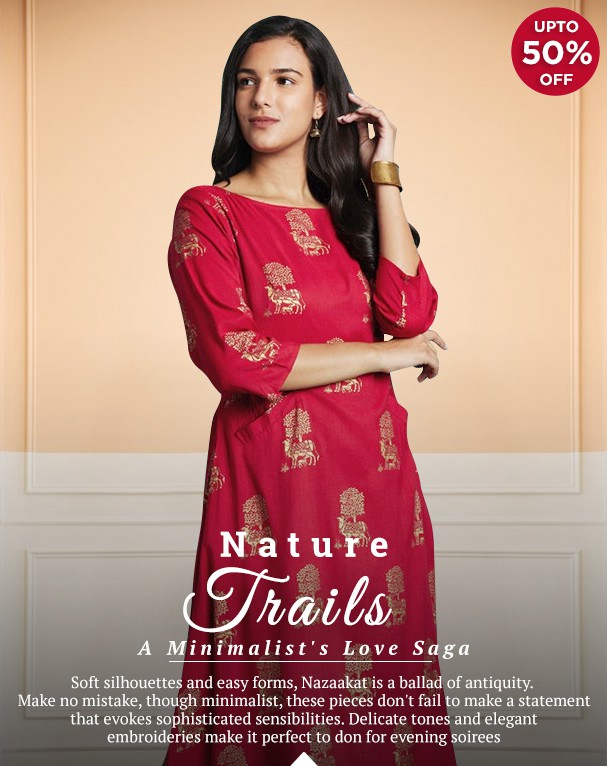 UPTO
50%
OFF
Nature
Trails
A Minimalist's Love Saga
Soft silhouettes and easy forms, Nazaakat is a ballad of antiquity.
Make no mistake, though minimalist, these pieces don't fail to make a statement
that evokes sophisticated sensibilities. Delicate tones and elegant
embroideries make it perfect to don for evening soirees